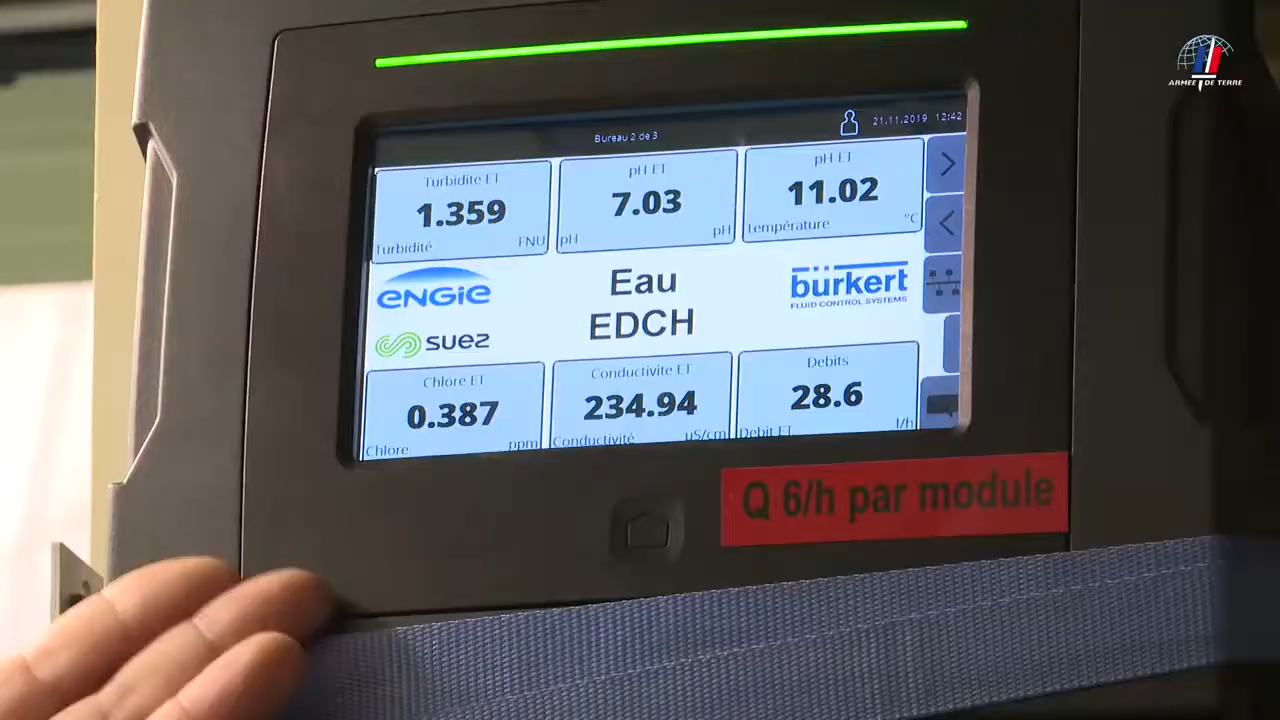 ARMÉE DE TERRE
Bureau 2 de 3
21.11.2019 12:42
Turbidite ET
1.359
Turbidité FNU
pH ET
7.03
pH pH
pH ET
11.02
Température °C
ENGIE
suez
Eau
EDCH
bürkert
FLUID CONTROL SYSTEMS
Chlore ET
0.387
Chlore ppm
Conductivite ET
234.94
Conductivité µS/cm
Debits
28.6
Debit ET l/h
Q 6/h par module